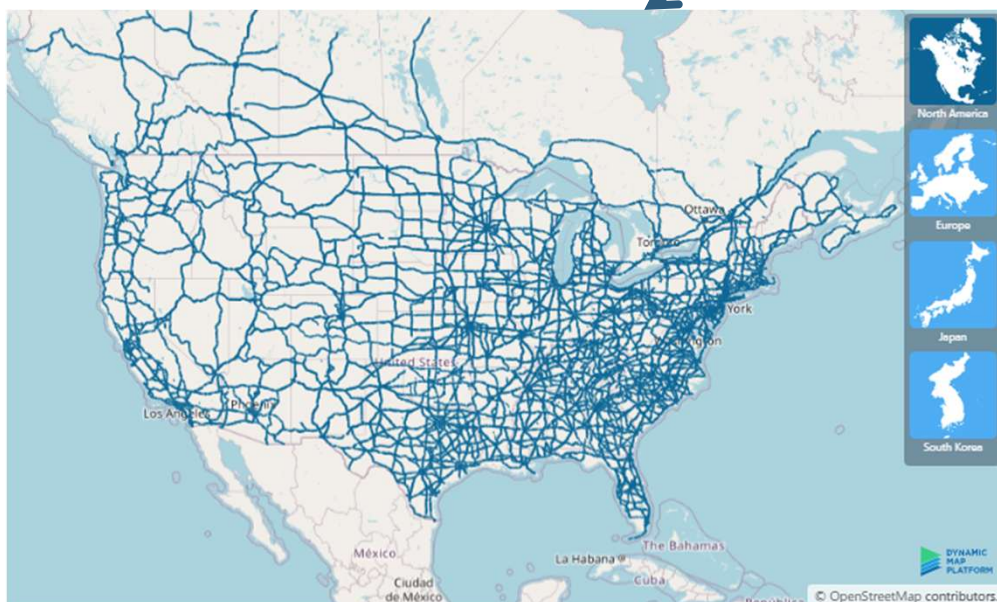 North America
Europe
Japan
South Korea
Ottawa
York
United States
Los Angeles
Phoenix
México
Ciudad
de México
La Habana
The Bahamas
Cuba
DYNAMIC
MAP
PLATFORM
© OpenStreetMap contributors.